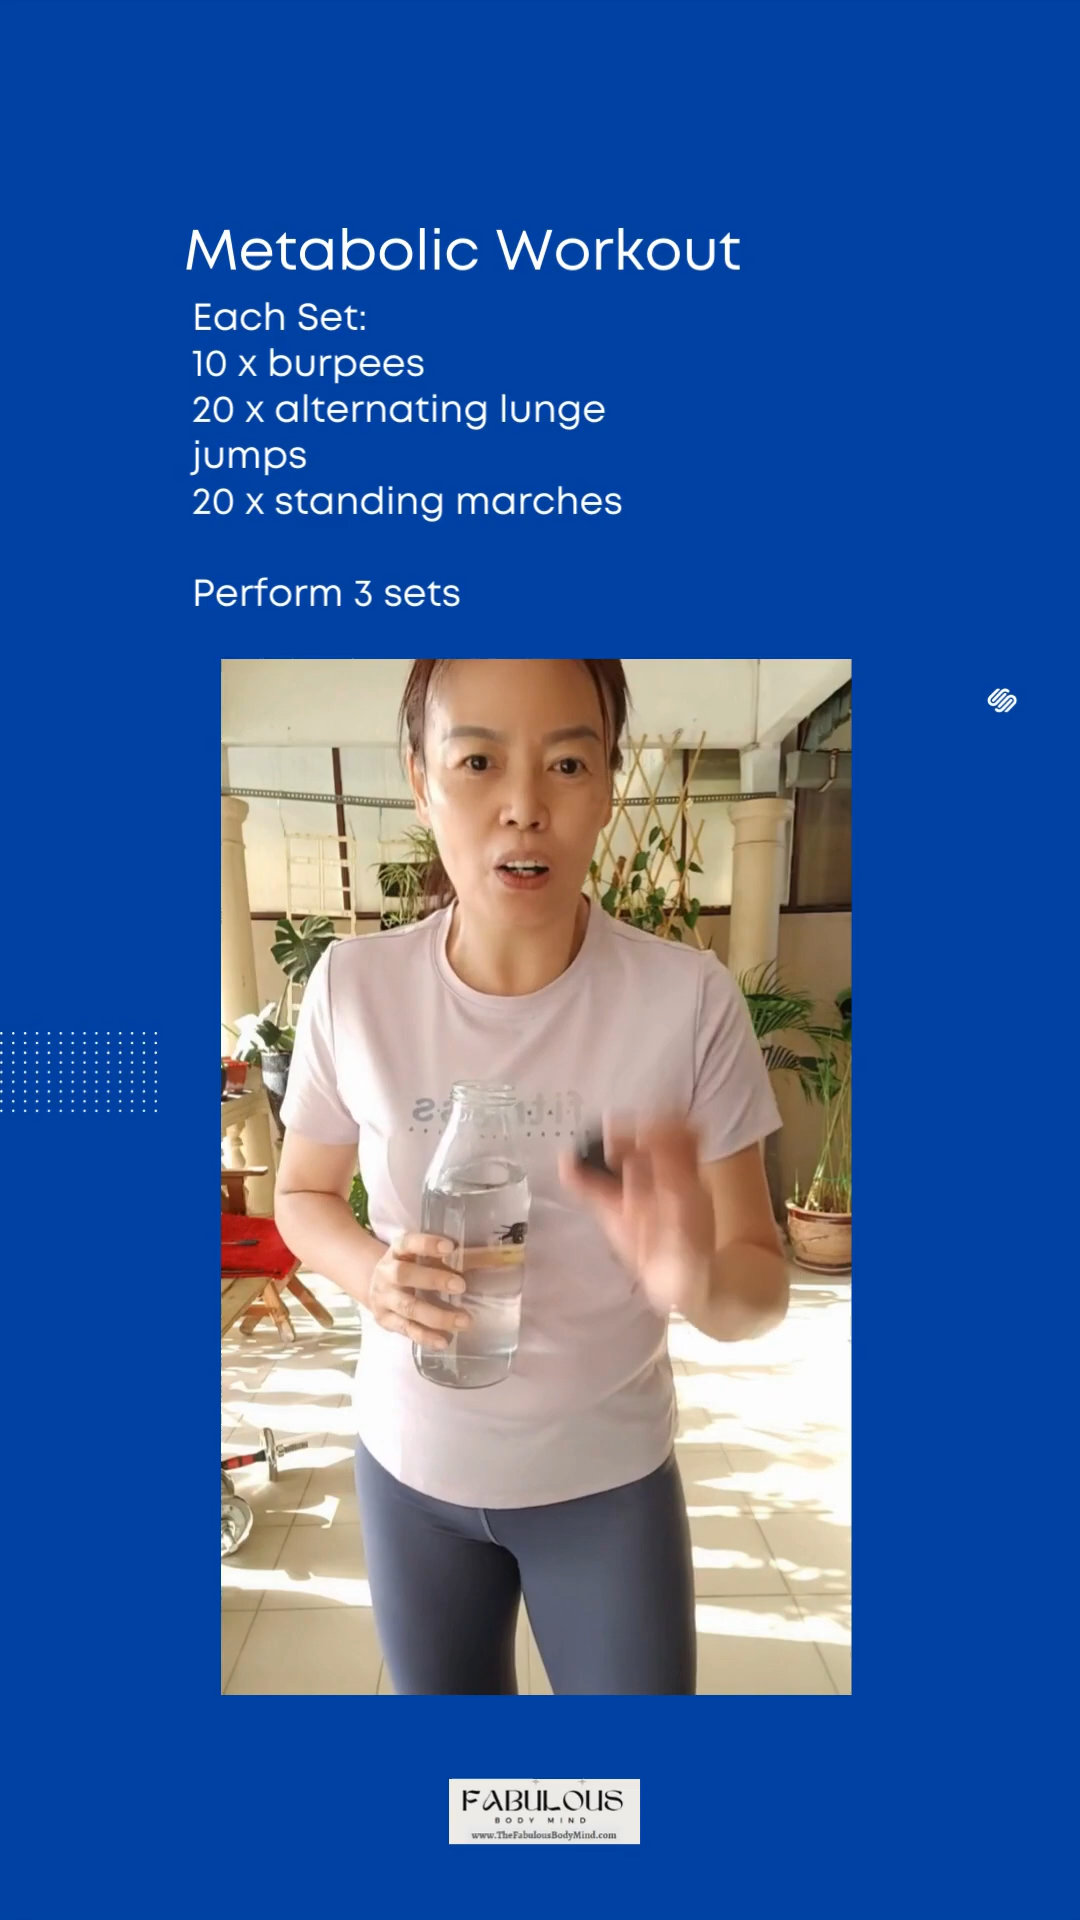 Metabolic Workout
Each Set:
10 x burpees
20 x alternating lunge
jumps
20 x standing marches
Perform 3 sets
FABULOUS
BODY MIND
www.TheFabulousBodyMind.com